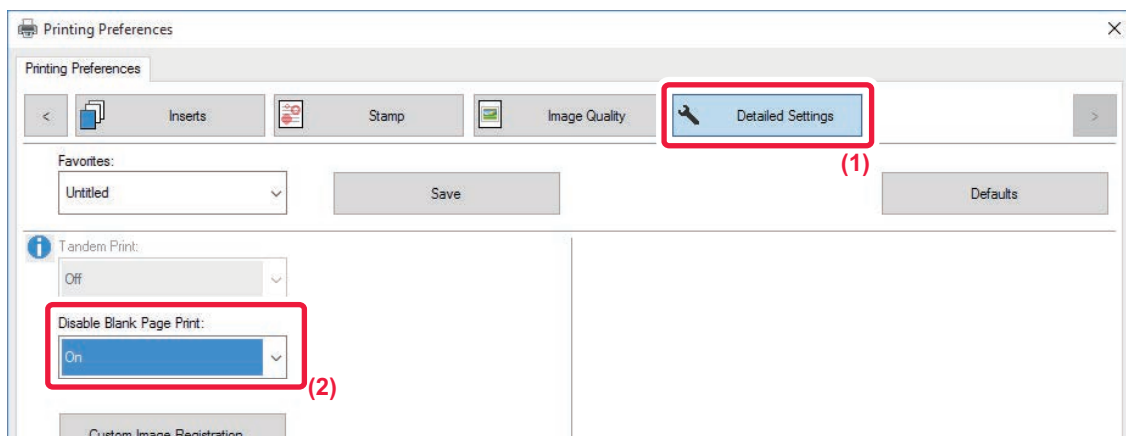 Printing Preferences
Printing Preferences
< Inserts Stamp Image Quality Detailed Settings >
(1)
Favorites:
Untitled Save Defaults
Tandem Print:
Off
Disable Blank Page Print:
On
(2)
Custom Image Registration